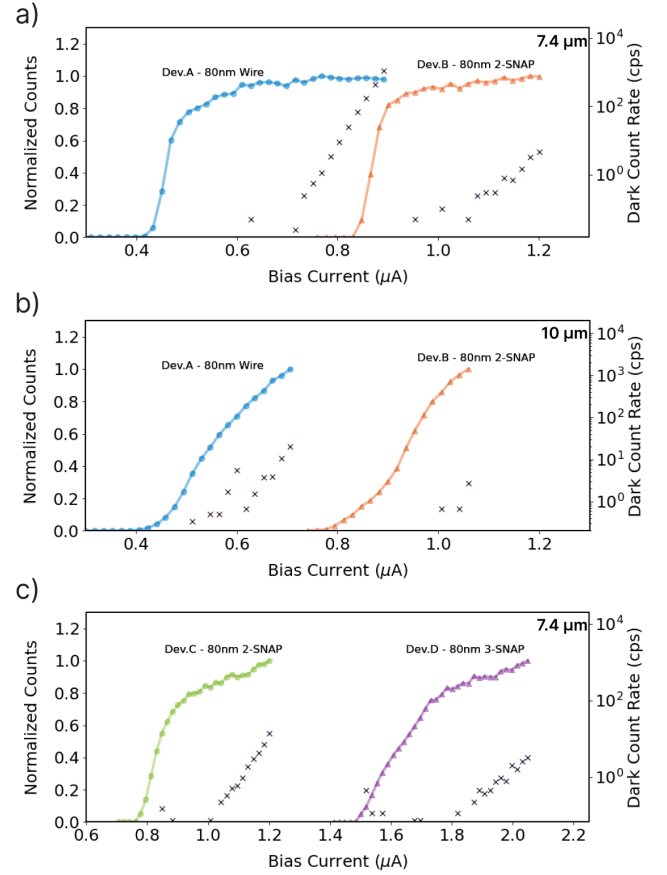 a)
7.4 μm
Dev.A - 80nm Wire
Dev.B - 80nm 2-SNAP
Normalized Counts
1.2
1.0
0.8
0.6
0.4
0.2
0.0
10⁴
10²
10⁰
Dark Count Rate (cps)
0.4 0.6 0.8 1.0 1.2
Bias Current (μA)
b)
10 μm
Dev.A - 80nm Wire
Dev.B - 80nm 2-SNAP
Normalized Counts
1.2
1.0
0.8
0.6
0.4
0.2
0.0
10⁴
10³
10²
10¹
10⁰
Dark Count Rate (cps)
0.4 0.6 0.8 1.0 1.2
Bias Current (μA)
c)
7.4 μm
Dev.C - 80nm 2-SNAP
Dev.D - 80nm 3-SNAP
Normalized Counts
1.2
1.0
0.8
0.6
0.4
0.2
0.0
10⁴
10²
10⁰
Dark Count Rate (cps)
0.6 0.8 1.0 1.2 1.4 1.6 1.8 2.0 2.2
Bias Current (μA)